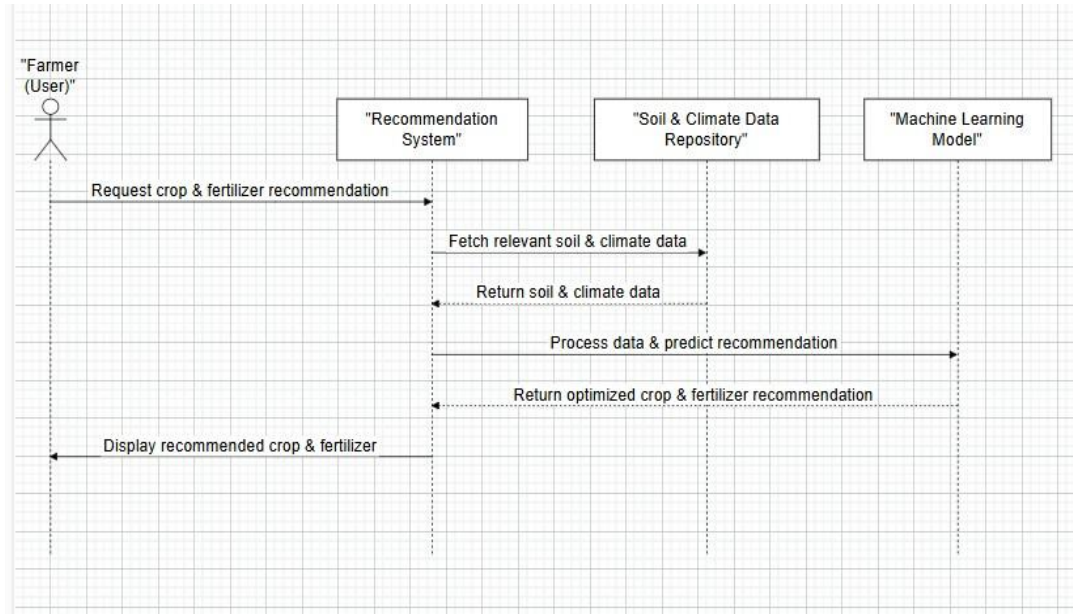 "Farmer
(User)"
"Recommendation
System"
"Soil & Climate Data
Repository"
"Machine Learning
Model"
Request crop & fertilizer recommendation
Fetch relevant soil & climate data
Return soil & climate data
Process data & predict recommendation
Return optimized crop & fertilizer recommendation
Display recommended crop & fertilizer